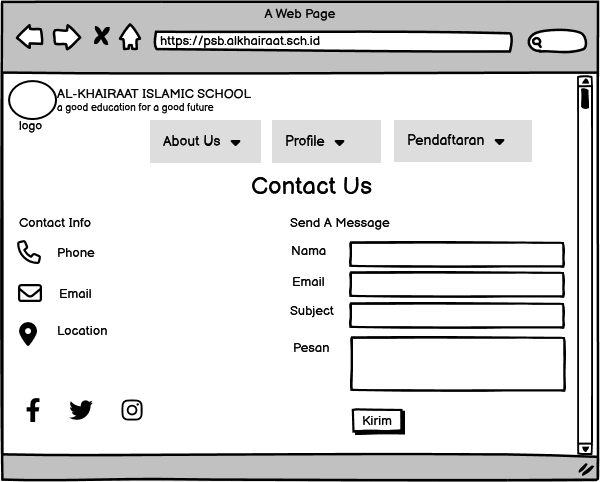 A Web Page
https://psb.alkhairaat.sch.id
AL-KHAIRAAT ISLAMIC SCHOOL
a good education for a good future
logo
About Us
Profile
Pendaftaran
Contact Us
Contact Info
Phone
Email
Location
Send A Message
Nama
Email
Subject
Pesan
Kirim